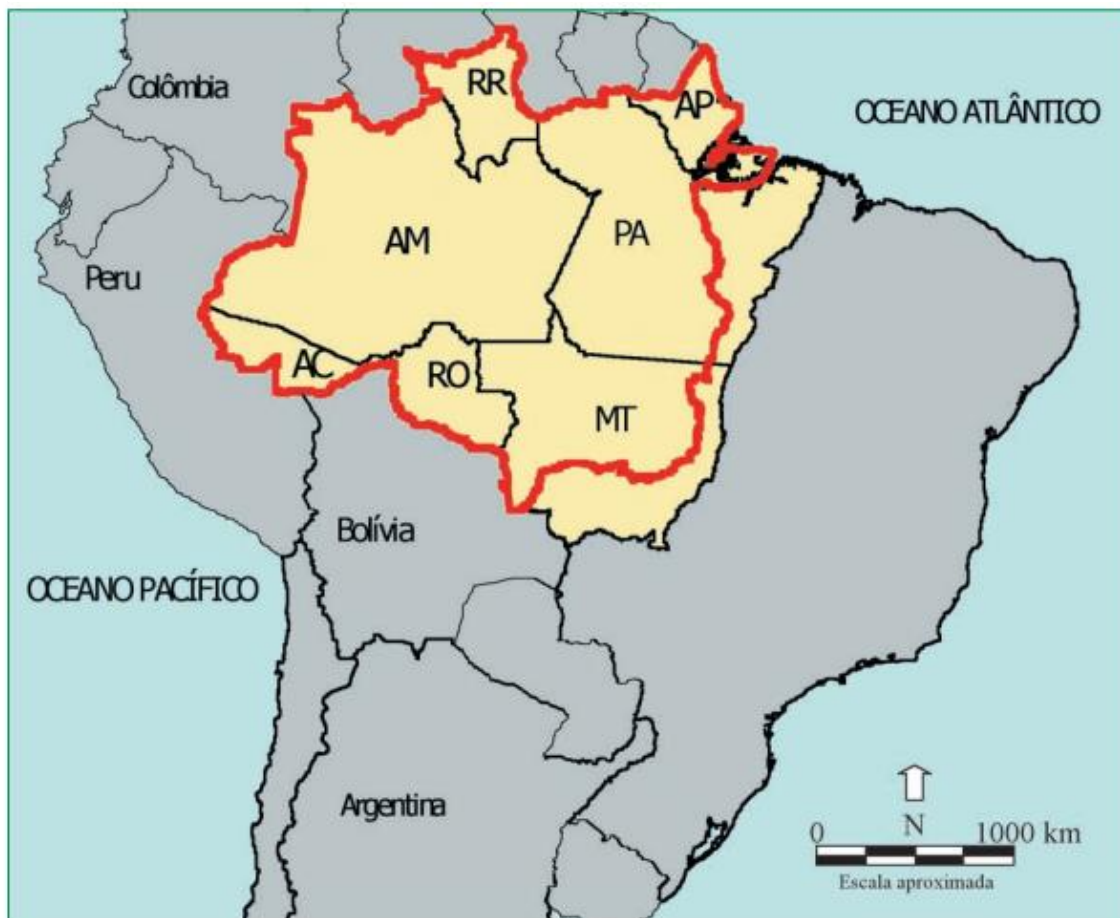 RR
Colômbia
AP
OCEANO ATLÂNTICO
AM
PA
Peru
AC
RO
MT
Bolívia
OCEANO PACÍFICO
Argentina
0 N 1000 km
Escala aproximada